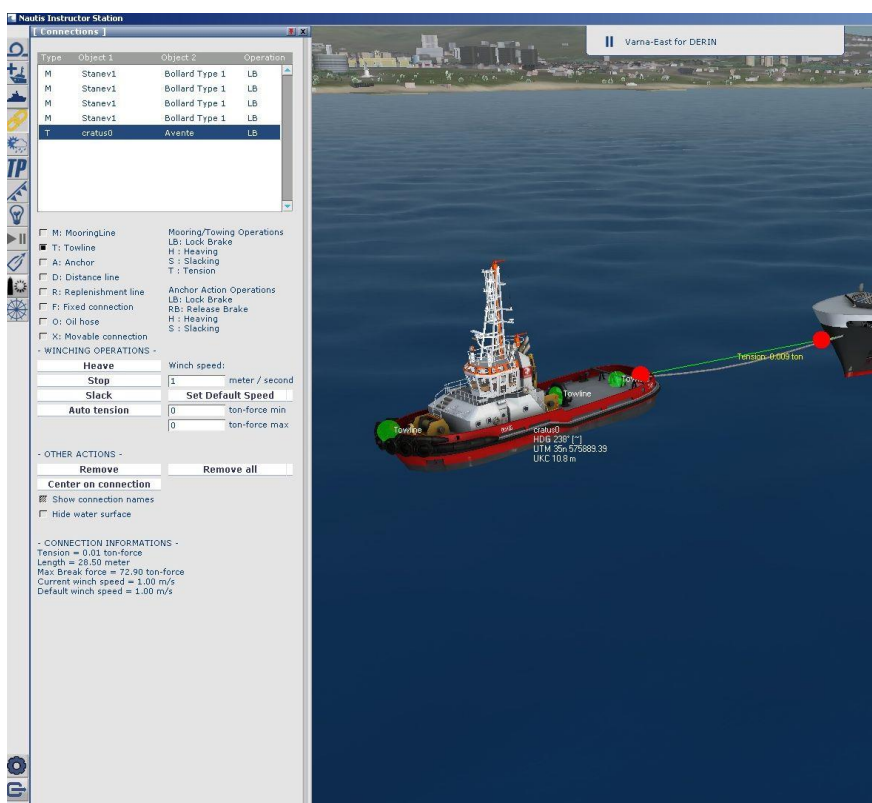 Nautis Instructor Station
[ Connections ]
Type Object 1 Object 2 Operation
M Stanev1 Bollard Type 1 LB
M Stanev1 Bollard Type 1 LB
M Stanev1 Bollard Type 1 LB
M Stanev1 Bollard Type 1 LB
T cratus0 Avente LB
M: MooringLine
T: Towline
A: Anchor
D: Distance line
R: Replenishment line
F: Fixed connection
O: Oil hose
X: Movable connection
Mooring/Towing Operations
LB: Lock Brake
H : Heaving
S : Slacking
T : Tension
Anchor Action Operations
LB: Lock Brake
RB: Release Brake
H : Heaving
S : Slacking
- WINCHING OPERATIONS -
Heave Winch speed:
Stop 1 meter / second
Slack Set Default Speed
Auto tension 0 ton-force min
0 ton-force max
- OTHER ACTIONS -
Remove Remove all
Center on connection
Show connection names
Hide water surface
- CONNECTION INFORMATIONS -
Tension = 0.01 ton-force
Length = 28.50 meter
Max Break force = 72.90 ton-force
Current winch speed = 1.00 m/s
Default winch speed = 1.00 m/s
TP
Varna-East for DERIN
Tension: 0.009 ton
Towline
Towline
cratus0
HDG 238° [~]
UTM 35n 575889.39
UKC 10.8 m